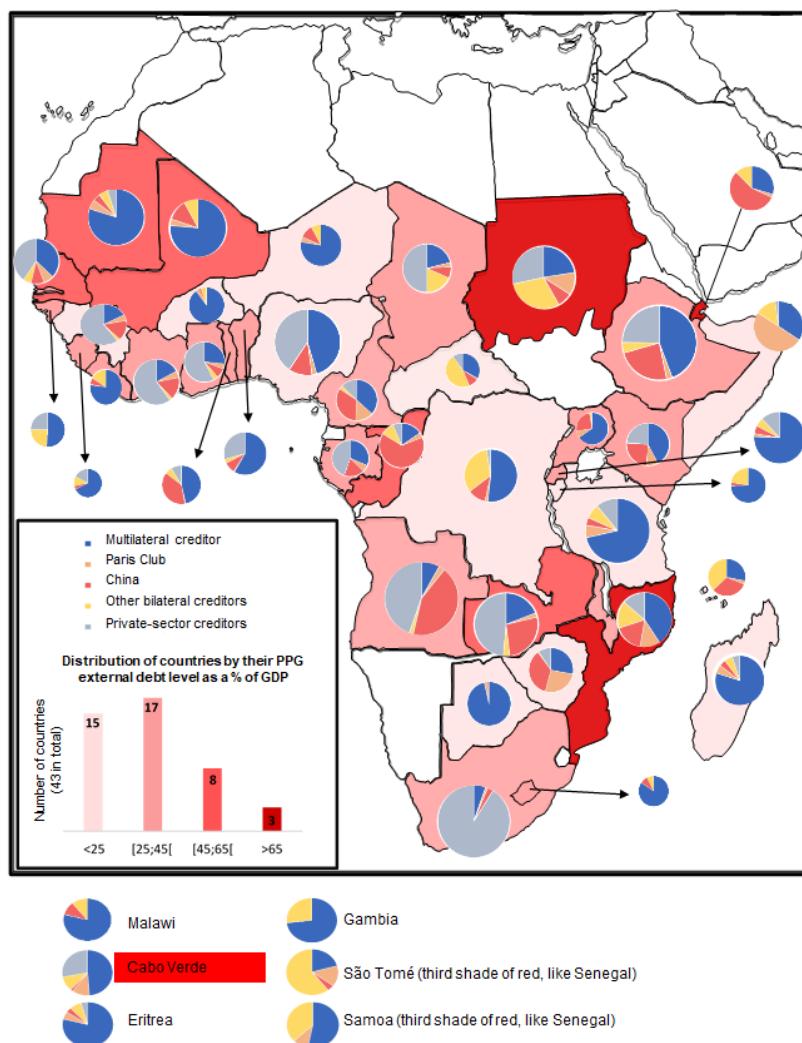 Multilateral creditor
Paris Club
China
Other bilateral creditors
Private-sector creditors
Distribution of countries by their PPG
external debt level as a % of GDP
Number of countries
(43 in total)
15
17
8
3
<25
[25;45[
[45;65[
>65
Malawi
Gambia
Cabo Verde
São Tomé (third shade of red, like Senegal)
Eritrea
Samoa (third shade of red, like Senegal)